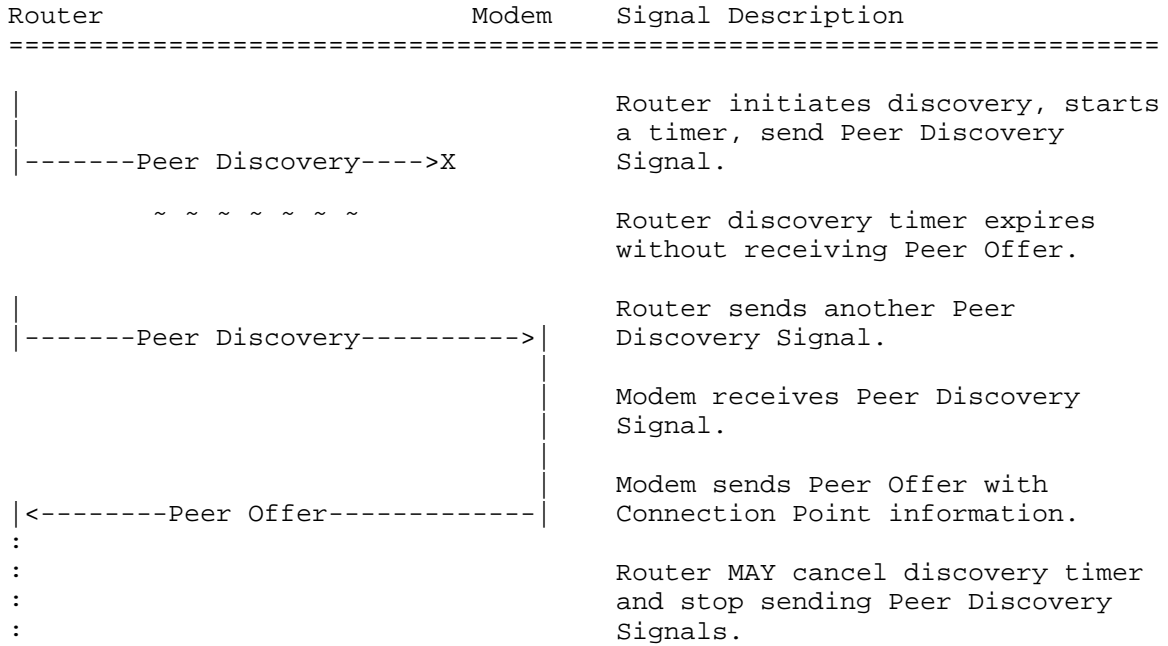 Router                       Modem    Signal Description
========================================================================

|                                     Router initiates discovery, starts
|                                     a timer, send Peer Discovery
|-------Peer Discovery---->X          Signal.

         ~ ~ ~ ~ ~ ~ ~                Router discovery timer expires
                                      without receiving Peer Offer.

|                                     Router sends another Peer
|-------Peer Discovery---------->|    Discovery Signal.
                                 |
                                 |    Modem receives Peer Discovery
                                 |    Signal.
                                 |
                                 |    Modem sends Peer Offer with
|<--------Peer Offer-------------|    Connection Point information.
:
:                                     Router MAY cancel discovery timer
:                                     and stop sending Peer Discovery
:                                     Signals.